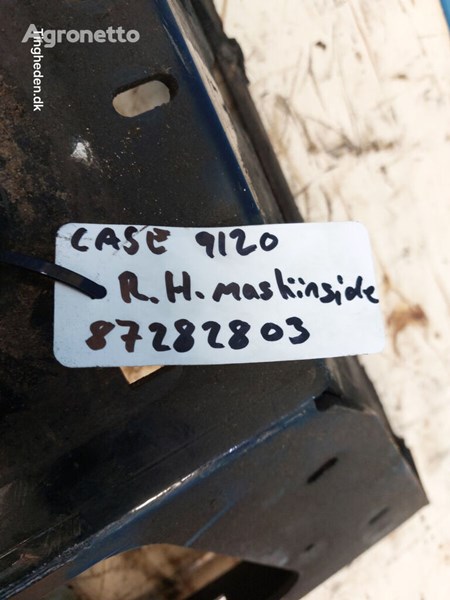 Agronetto
Tingheden.dk
CASE 9120
R.H. maskinside
87282803